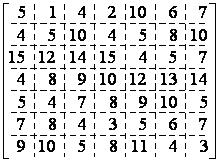 5 1 4 2 10 6 7
4 5 10 4 5 8 10
15 12 14 15 4 5 7
4 8 9 10 12 13 14
5 4 7 8 9 10 5
7 8 4 3 5 6 7
9 10 5 8 11 4 3